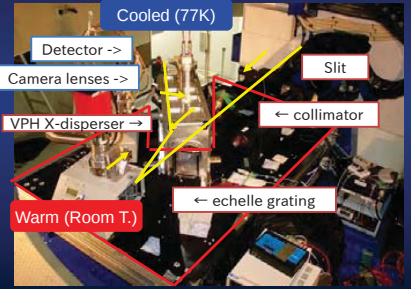 Cooled (77K)
Detector ->
Camera lenses ->
Slit
VPH X-disperser →
← collimator
← echelle grating
Warm (Room T.)